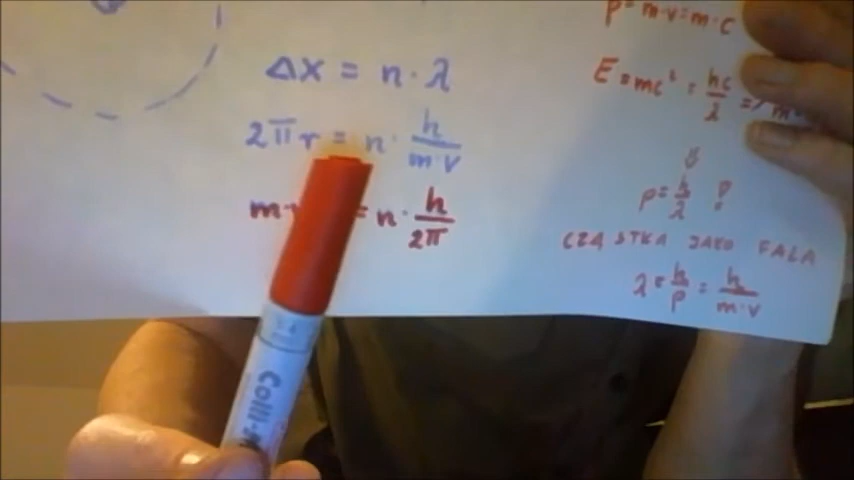 Δx = n · λ
2πr = n · h/(m·v)
= n · h/2π
p = m·v = m·c
E = mc² = hc/λ =
⇓
p = h/λ !
CZĄSTKA JAKO FALA
λ = h/p = h/(m·v)